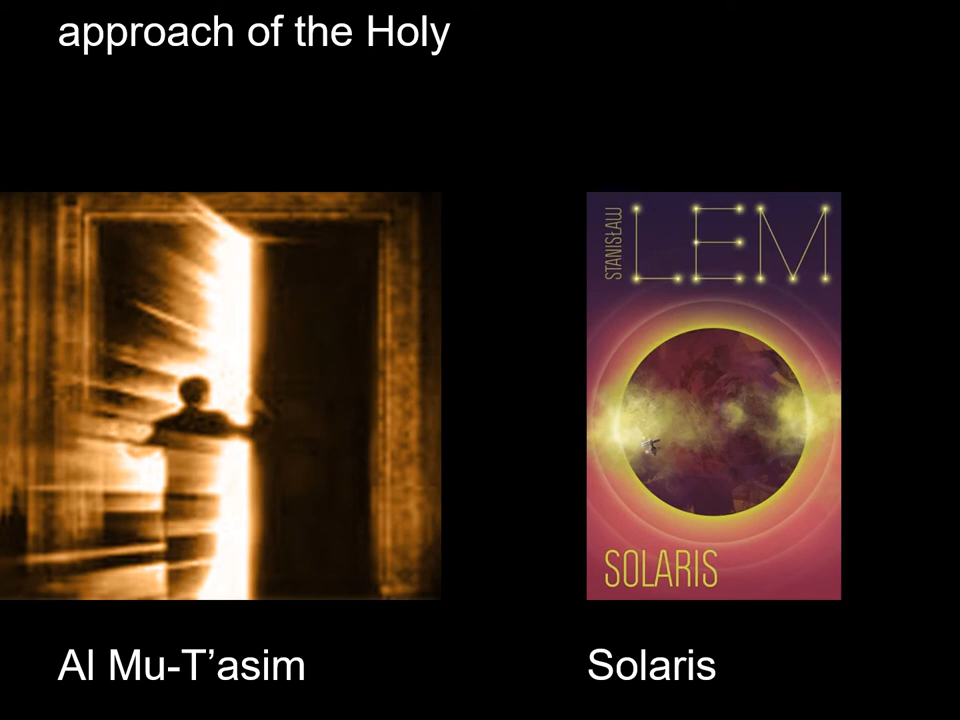 approach of the Holy
STANISŁAW
LEM
SOLARIS
Al Mu-T’asim
Solaris